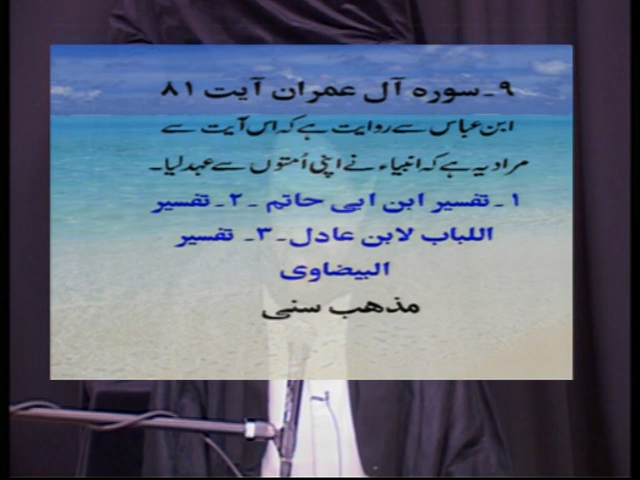 ۹۔سورہ آل عمران آیت ۸۱
ابن عباس سے روایت ہے کہ اس آیت سے
مراد یہ ہے کہ انبیاء نے اپنی اُمتوں سے عہد لیا۔
۱۔تفسیر ابن ابی حاتم ۔۲۔تفسیر
اللباب لابن عادل۔۳۔ تفسیر
البیضاوی
مذھب سنی